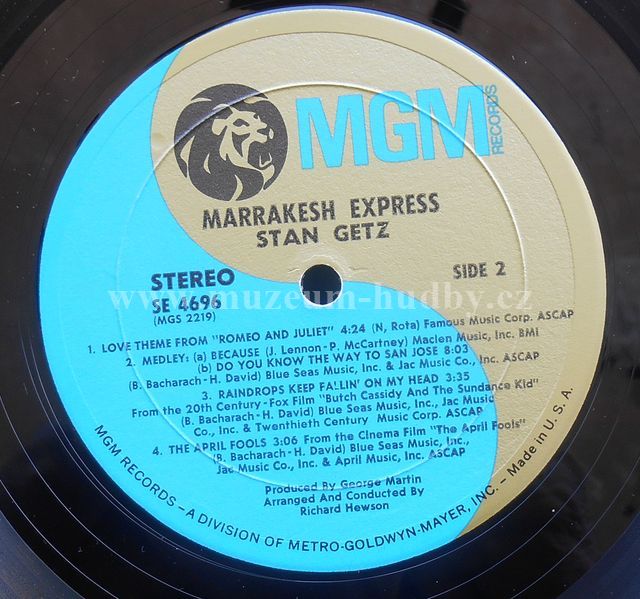 MGM RECORDS
MARRAKESH EXPRESS
STAN GETZ
STEREO
SIDE 2
SE 4696
(MGS 2219)
www.muzeum-hudby.cz
1. LOVE THEME FROM "ROMEO AND JULIET" 4:24 (N, Rota) Famous Music Corp. ASCAP
2. MEDLEY: (a) BECAUSE (J. Lennon-P. McCartney) Maclen Music, Inc. BMI
(b) DO YOU KNOW THE WAY TO SAN JOSE 8:03
(B. Bacharach-H. David) Blue Seas Music, Inc. & Jac Music Co., Inc. ASCAP
3. RAINDROPS KEEP FALLIN' ON MY HEAD 3:35
From the 20th Century-Fox Film "Butch Cassidy And The Sundance Kid"
(B. Bacharach-H. David) Blue Seas Music, Inc., Jac Music
Co., Inc. & Twenthieth Century Music Corp. ASCAP
4. THE APRIL FOOLS 3:06 From the Cinema Film "The April Fools"
(B. Bacharach-H. David) Blue Seas Music, Inc.,
Jac Music Co., Inc. & April Music, Inc. ASCAP
Produced By George Martin
Arranged And Conducted By
Richard Hewson
MGM RECORDS – A DIVISION OF METRO-GOLDWYN-MAYER, INC. – Made in U.S.A.